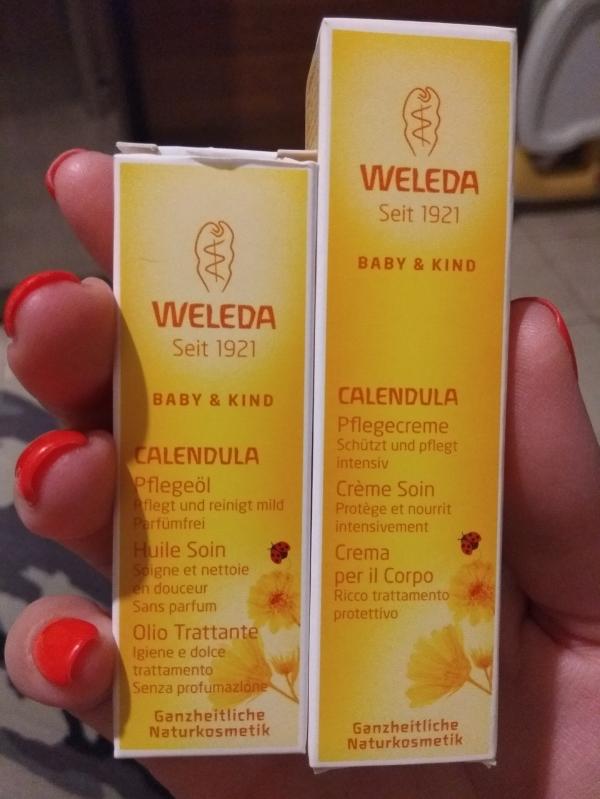 WELEDA
Seit 1921
BABY & KIND
CALENDULA
Pflegeöl
Pflegt und reinigt mild
Parfümfrei
Huile Soin
Soigne et nettoie
en douceur
Sans parfum
Olio Trattante
Igiene e dolce
trattamento
Senza profumazione
Ganzheitliche
Naturkosmetik
WELEDA
Seit 1921
BABY & KIND
CALENDULA
Pflegecreme
Schützt und pflegt
intensiv
Crème Soin
Protège et nourrit
intensivement
Crema
per il Corpo
Ricco trattamento
protettivo
Ganzheitliche
Naturkosmetik